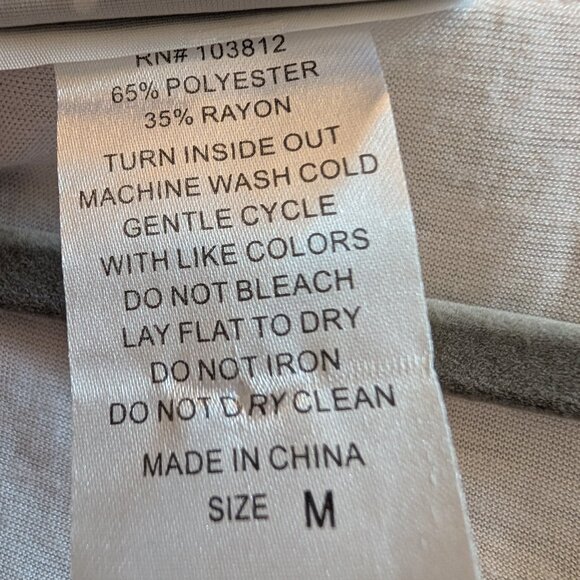 RN# 103812
65% POLYESTER
35% RAYON
TURN INSIDE OUT
MACHINE WASH COLD
GENTLE CYCLE
WITH LIKE COLORS
DO NOT BLEACH
LAY FLAT TO DRY
DO NOT IRON
DO NOT DRY CLEAN
MADE IN CHINA
SIZE M